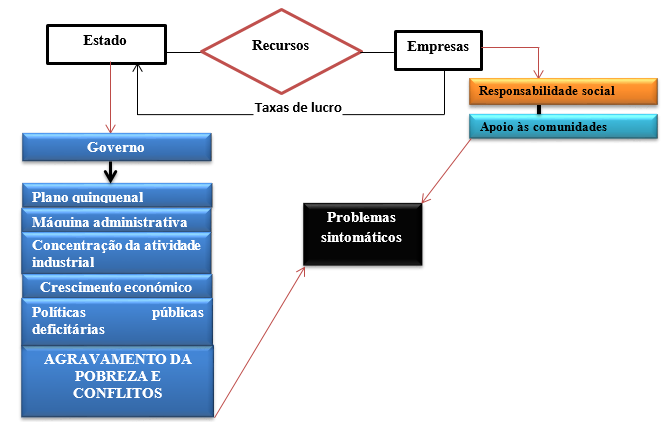 Estado
Recursos
Empresas
Responsabilidade social
Taxas de lucro
Apoio às comunidades
Governo
Plano quinquenal
Máquina administrativa
Concentração da atividade
industrial
Crescimento económico
Políticas públicas
deficitárias
AGRAVAMENTO DA
POBREZA E
CONFLITOS
Problemas
sintomáticos